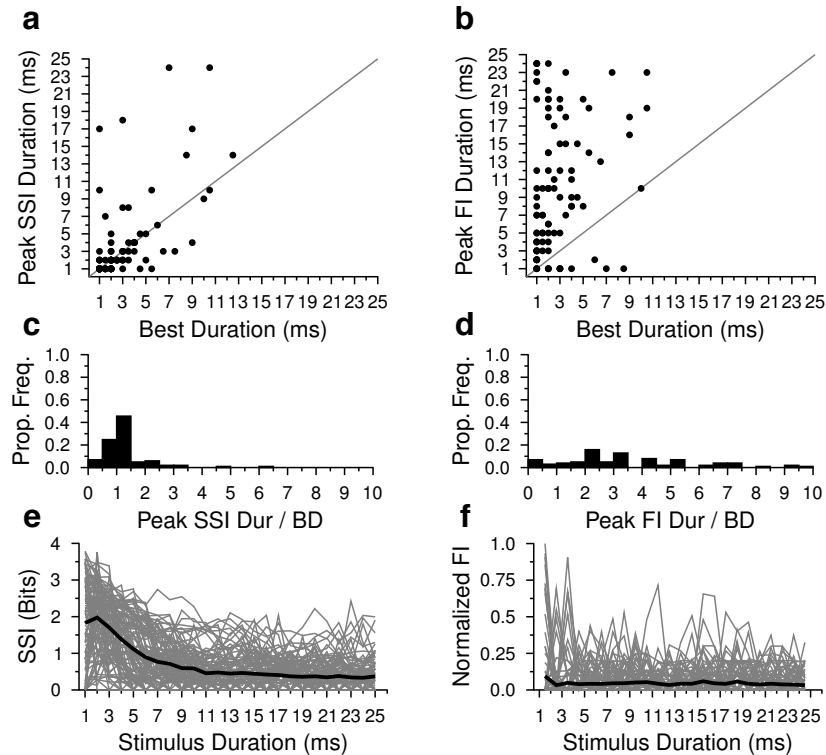 a
Peak SSI Duration (ms)
25
23
21
19
17
15
13
11
9
7
5
3
1
1 3 5 7 9 11 13 15 17 19 21 23 25
Best Duration (ms)
b
Peak FI Duration (ms)
25
23
21
19
17
15
13
11
9
7
5
3
1
1 3 5 7 9 11 13 15 17 19 21 23 25
Best Duration (ms)
c
Prop. Freq.
1.0
0.8
0.6
0.4
0.2
0.0
0 1 2 3 4 5 6 7 8 9 10
Peak SSI Dur / BD
d
Prop. Freq.
1.0
0.8
0.6
0.4
0.2
0.0
0 1 2 3 4 5 6 7 8 9 10
Peak FI Dur / BD
e
SSI (Bits)
4
3
2
1
0
1 3 5 7 9 11 13 15 17 19 21 23 25
Stimulus Duration (ms)
f
Normalized FI
1.0
0.75
0.50
0.25
0.0
1 3 5 7 9 11 13 15 17 19 21 23 25
Stimulus Duration (ms)